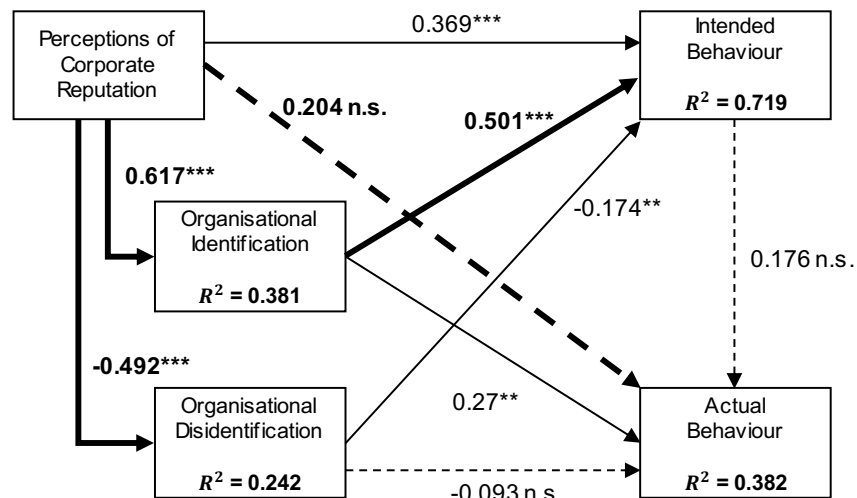 Perceptions of
Corporate
Reputation
0.369***
Intended
Behaviour
R² = 0.719
0.204 n.s.
0.501***
0.617***
-0.174**
Organisational
Identification
R² = 0.381
0.176 n.s.
-0.492***
0.27**
Organisational
Disidentification
R² = 0.242
Actual
Behaviour
R² = 0.382
-0.093 n.s